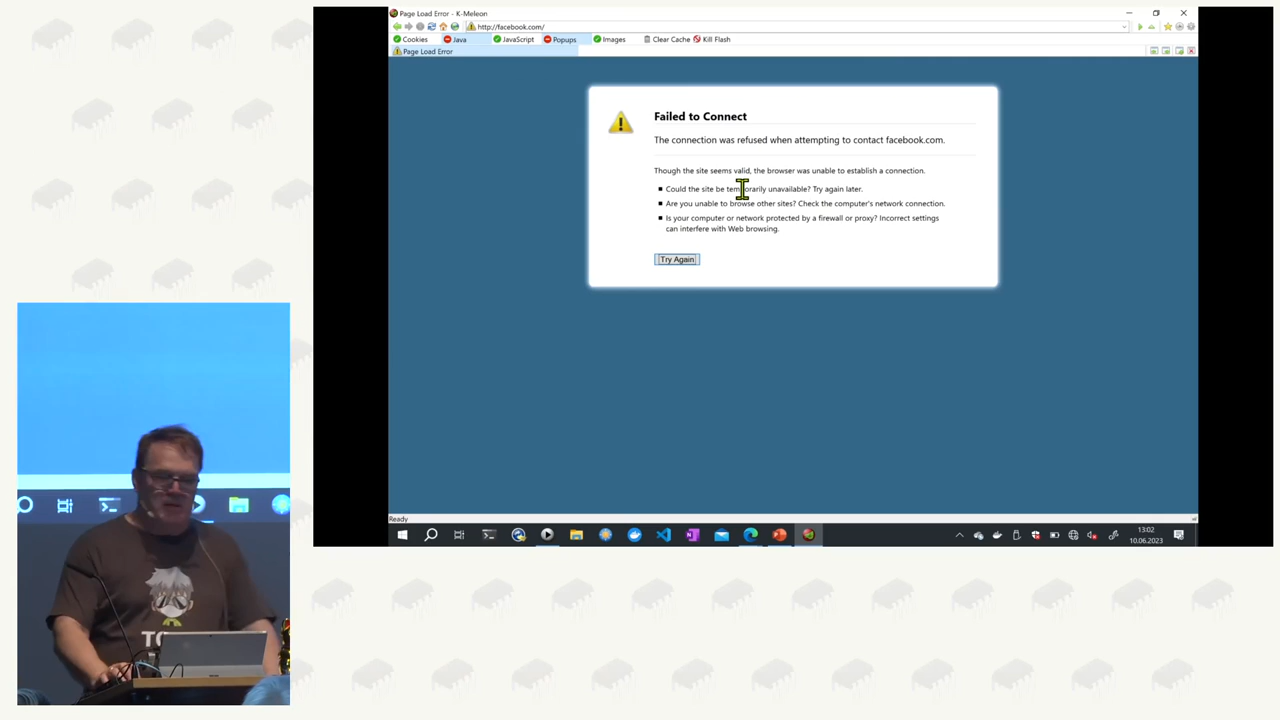 Page Load Error - K-Meleon
http://facebook.com/
Cookies Java JavaScript Popups Images Clear Cache Kill Flash
Page Load Error
Failed to Connect
The connection was refused when attempting to contact facebook.com.
Though the site seems valid, the browser was unable to establish a connection.
Could the site be temporarily unavailable? Try again later.
Are you unable to browse other sites? Check the computer's network connection.
Is your computer or network protected by a firewall or proxy? Incorrect settings
can interfere with Web browsing.
Try Again
Ready
13:02
10.06.2023